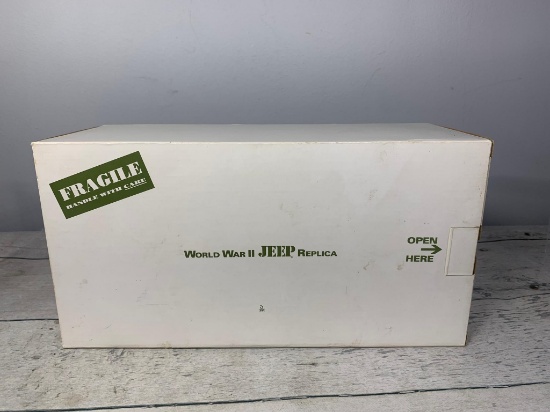 FRAGILE
HANDLE WITH CARE
WORLD WAR II JEEP REPLICA
OPEN
HERE